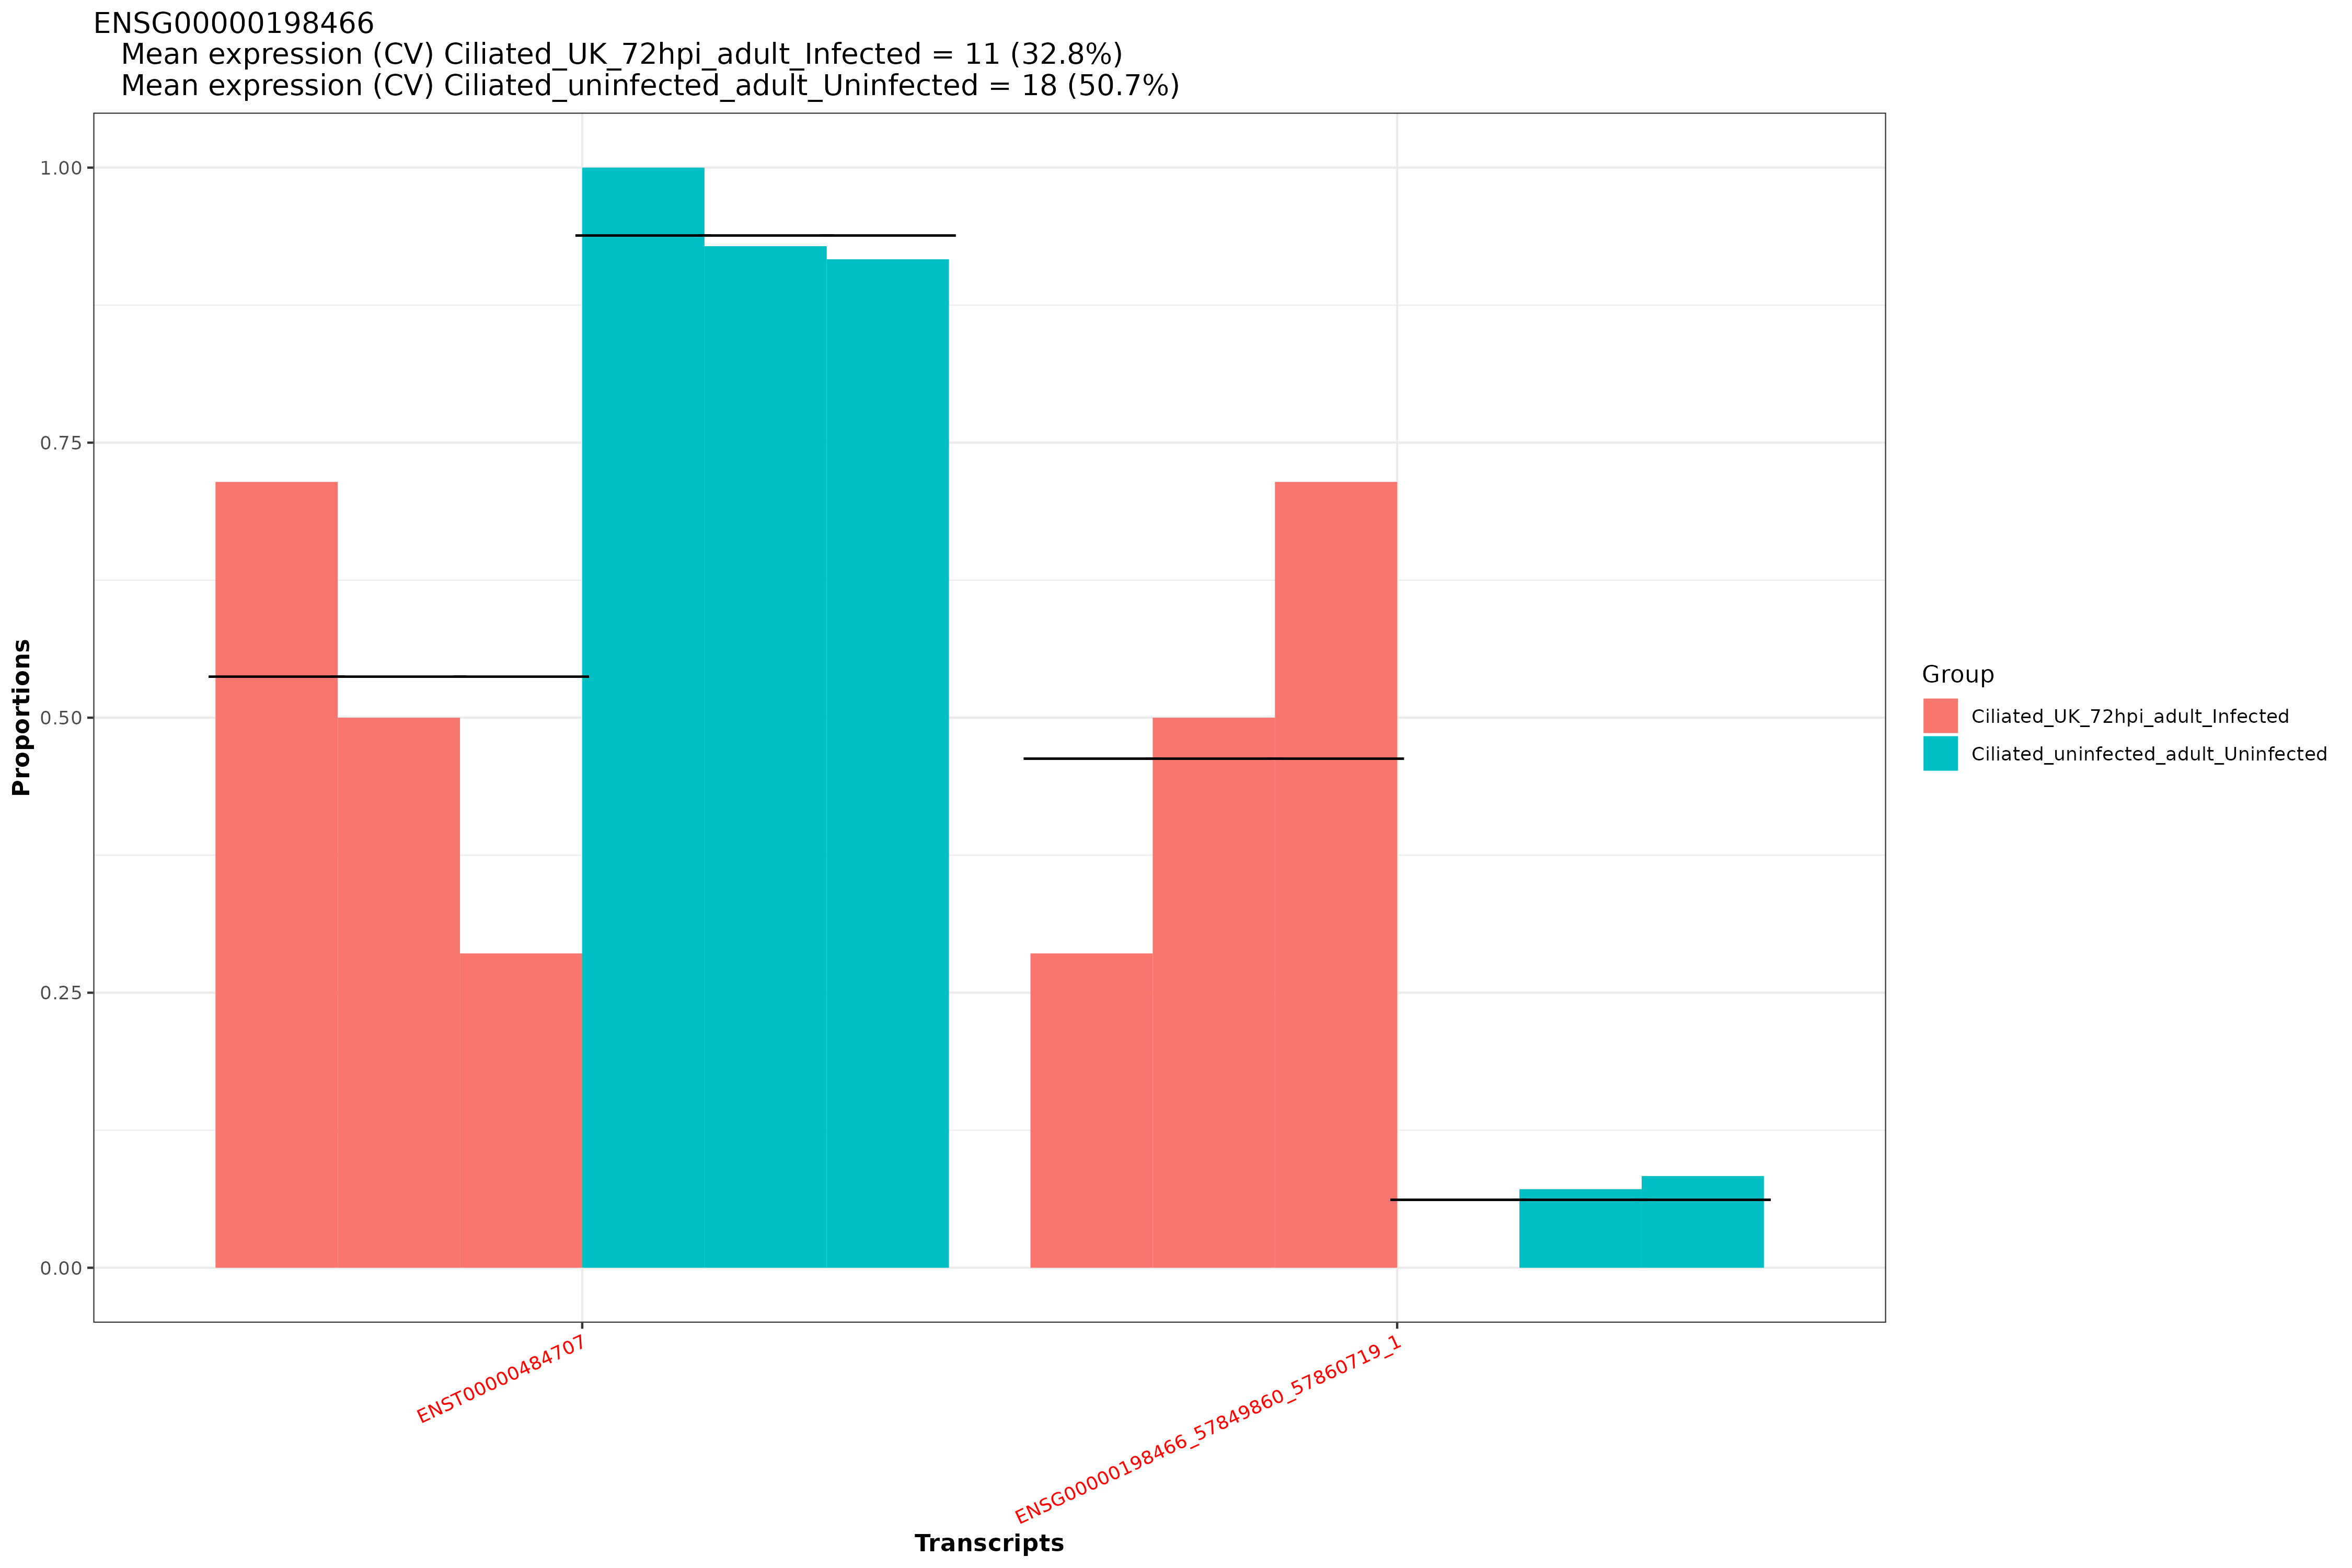 ENSG00000198466
Mean expression (CV) Ciliated_UK_72hpi_adult_Infected = 11 (32.8%)
Mean expression (CV) Ciliated_uninfected_adult_Uninfected = 18 (50.7%)
1.00
0.75
0.50
0.25
0.00
Proportions
ENST00000484707
ENSG00000198466_57849860_57860719_1
Transcripts
Group
Ciliated_UK_72hpi_adult_Infected
Ciliated_uninfected_adult_Uninfected